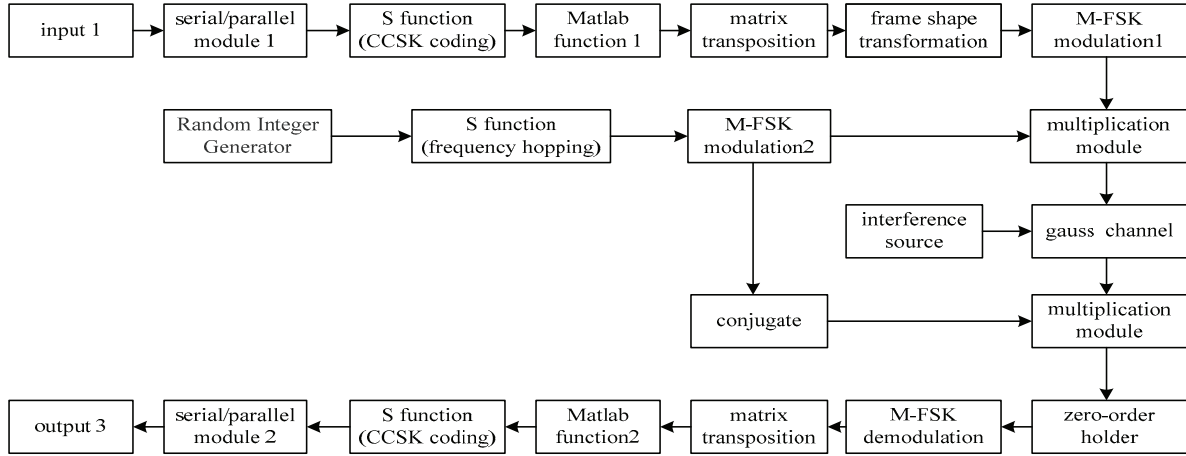 input 1
serial/parallel
module 1
S function
(CCSK coding)
Matlab
function 1
matrix
transposition
frame shape
transformation
M-FSK
modulation1
Random Integer
Generator
S function
(frequency hopping)
M-FSK
modulation2
multiplication
module
interference
source
gauss channel
conjugate
multiplication
module
output 3
serial/parallel
module 2
S function
(CCSK coding)
Matlab
function2
matrix
transposition
M-FSK
demodulation
zero-order
holder